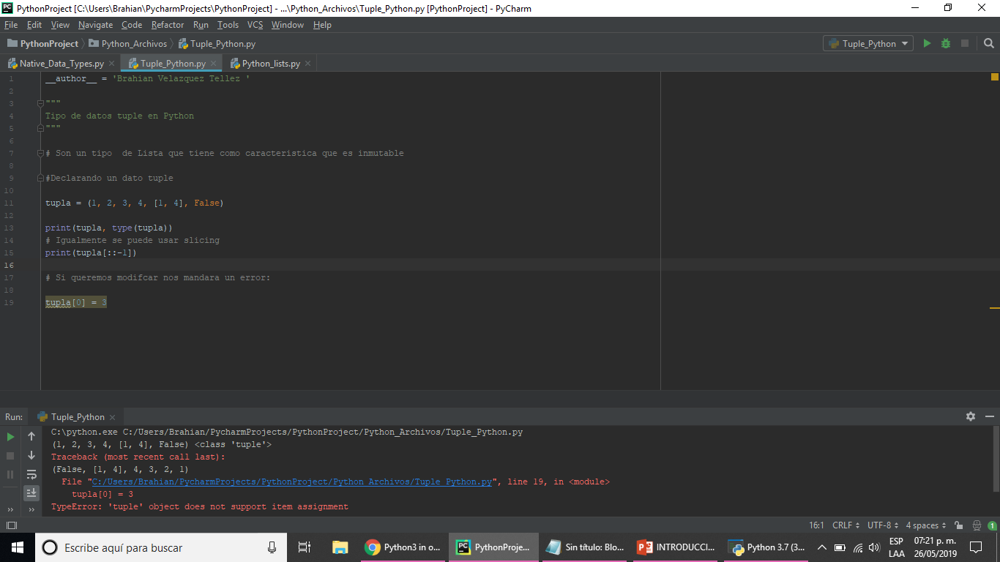 PythonProject [C:\Users\Brahian\PycharmProjects\PythonProject] - ...\Python_Archivos\Tuple_Python.py [PythonProject] - PyCharm
File Edit View Navigate Code Refactor Run Tools VCS Window Help
PythonProject Python_Archivos Tuple_Python.py Tuple_Python
Native_Data_Types.py Tuple_Python.py Python_lists.py
1 __author__ = 'Brahian Velazquez Tellez '
2
3 """
4 Tipo de datos tuple en Python
5 """
6
7 # Son un tipo  de Lista que tiene como caracteristica que es inmutable
8
9 #Declarando un dato tuple
10
11 tupla = (1, 2, 3, 4, [1, 4], False)
12
13 print(tupla, type(tupla))
14 # Igualmente se puede usar slicing
15 print(tupla[::-1])
16
17 # Si queremos modifcar nos mandara un error:
18
19 tupla[0] = 3
Run: Tuple_Python
C:\python.exe C:/Users/Brahian/PycharmProjects/PythonProject/Python_Archivos/Tuple_Python.py
(1, 2, 3, 4, [1, 4], False) <class 'tuple'>
Traceback (most recent call last):
(False, [1, 4], 4, 3, 2, 1)
File "C:/Users/Brahian/PycharmProjects/PythonProject/Python_Archivos/Tuple_Python.py", line 19, in <module>
tupla[0] = 3
TypeError: 'tuple' object does not support item assignment
16:1 CRLF UTF-8 4 spaces 1
Escribe aquí para buscar
Python3 in o...
PC PythonProje...
Sin título: Blo...
INTRODUCCI...
Python 3.7 (3...
ESP
LAA
07:21 p. m.
26/05/2019